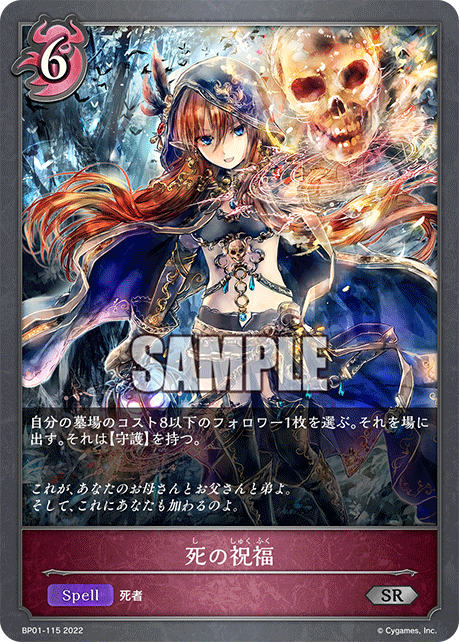 6
SAMPLE
自分の墓場のコスト8以下のフォロワー1枚を選ぶ。それを場に
出す。それは【守護】を持つ。
これが、あなたのお母さんとお父さんと弟よ。
そして、これにあなたも加わるのよ。
し しゅくふく
死の祝福
Spell 死者 SR
BP01-115 2022 © Cygames, Inc.